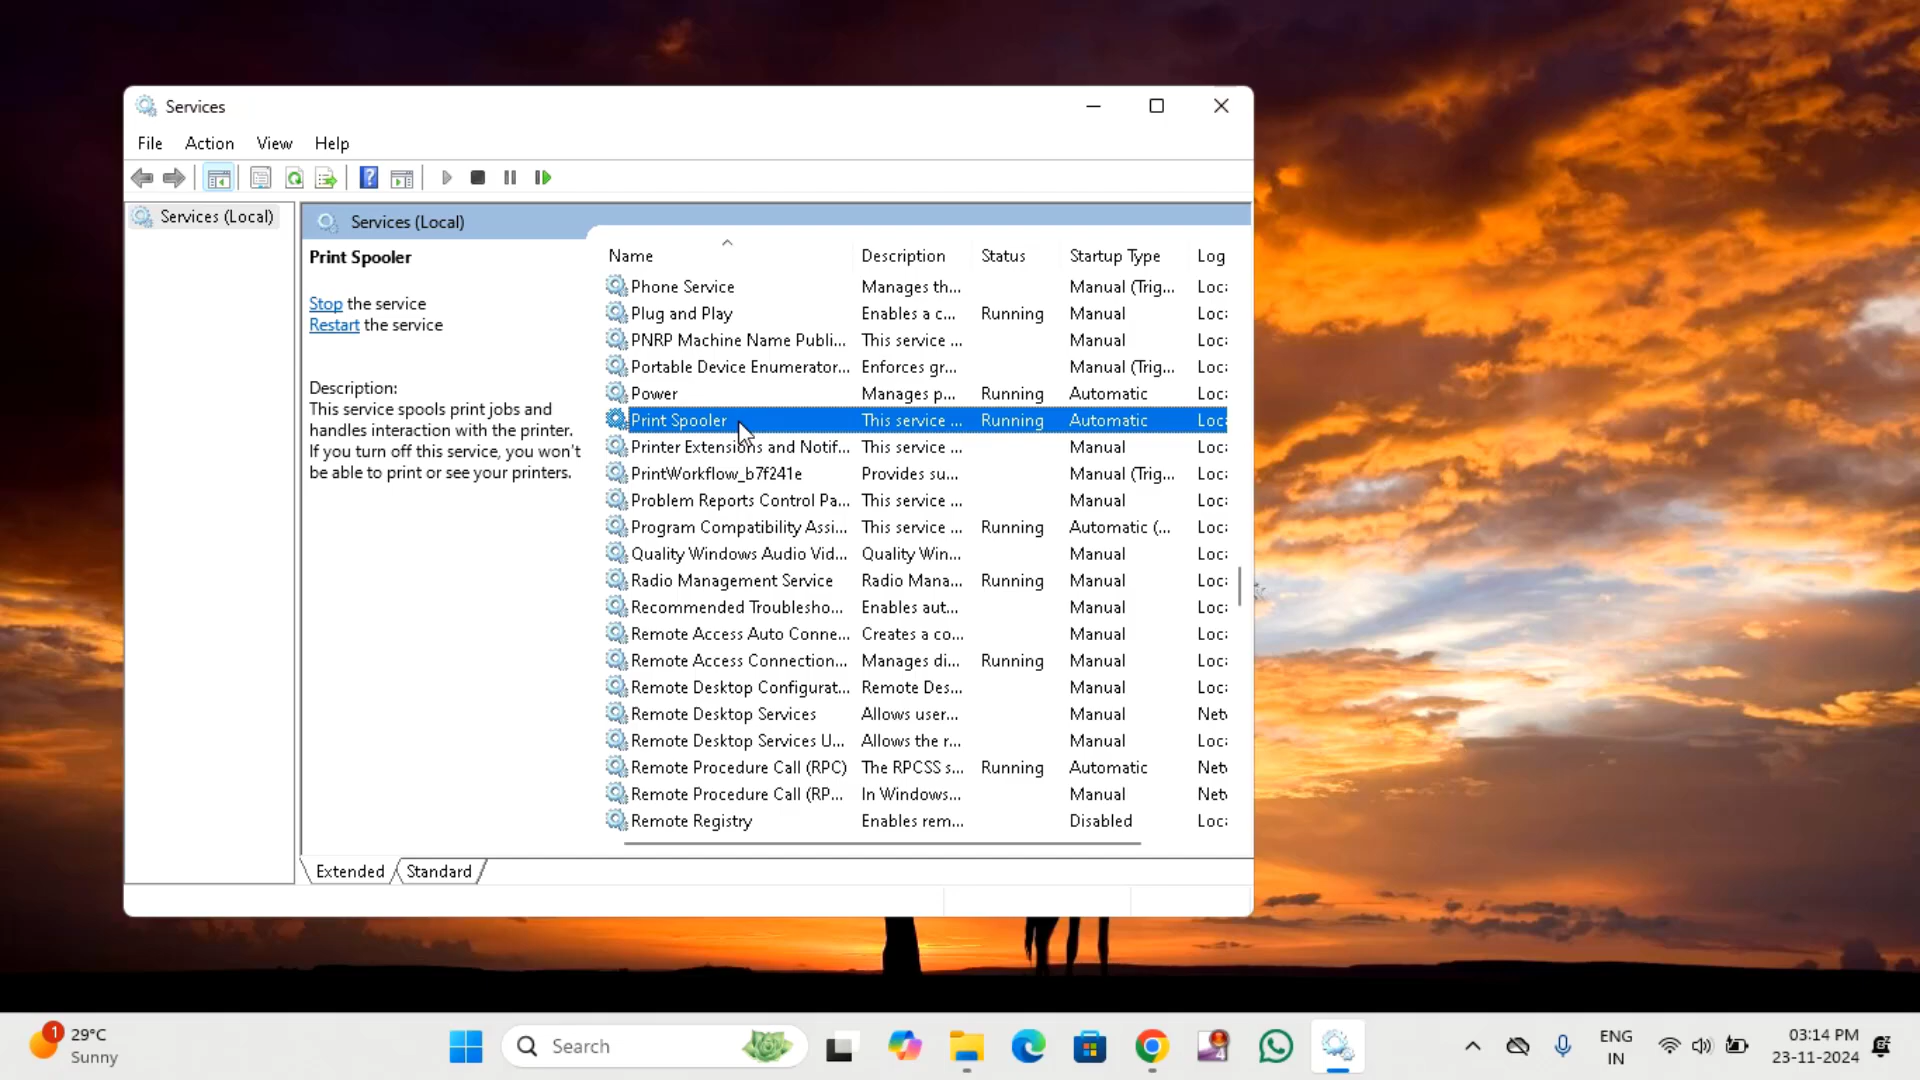 Services
File Action View Help
Services (Local)
Services (Local)
Print Spooler
Stop the service
Restart the service
Description:
This service spools print jobs and
handles interaction with the printer.
If you turn off this service, you won't
be able to print or see your printers.
Name Description Status Startup Type Log
Phone Service Manages th... Manual (Trig... Loc
Plug and Play Enables a c... Running Manual Loc
PNRP Machine Name Publi... This service ... Manual Loc
Portable Device Enumerator... Enforces gr... Manual (Trig... Loc
Power Manages p... Running Automatic Loc
Print Spooler This service ... Running Automatic Loc
Printer Extensions and Notif... This service ... Manual Loc
PrintWorkflow_b7f241e Provides su... Manual (Trig... Loc
Problem Reports Control Pa... This service ... Manual Loc
Program Compatibility Assi... This service ... Running Automatic (... Loc
Quality Windows Audio Vid... Quality Win... Manual Loc
Radio Management Service Radio Mana... Running Manual Loc
Recommended Troublesho... Enables aut... Manual Loc
Remote Access Auto Conne... Creates a co... Manual Loc
Remote Access Connection... Manages di... Running Manual Loc
Remote Desktop Configurat... Remote Des... Manual Loc
Remote Desktop Services Allows user... Manual Net
Remote Desktop Services U... Allows the r... Manual Loc
Remote Procedure Call (RPC) The RPCSS s... Running Automatic Net
Remote Procedure Call (RP... In Windows... Manual Net
Remote Registry Enables rem... Disabled Loc
Extended Standard
1 29°C
Sunny
Search
4
ENG
IN
03:14 PM
23-11-2024